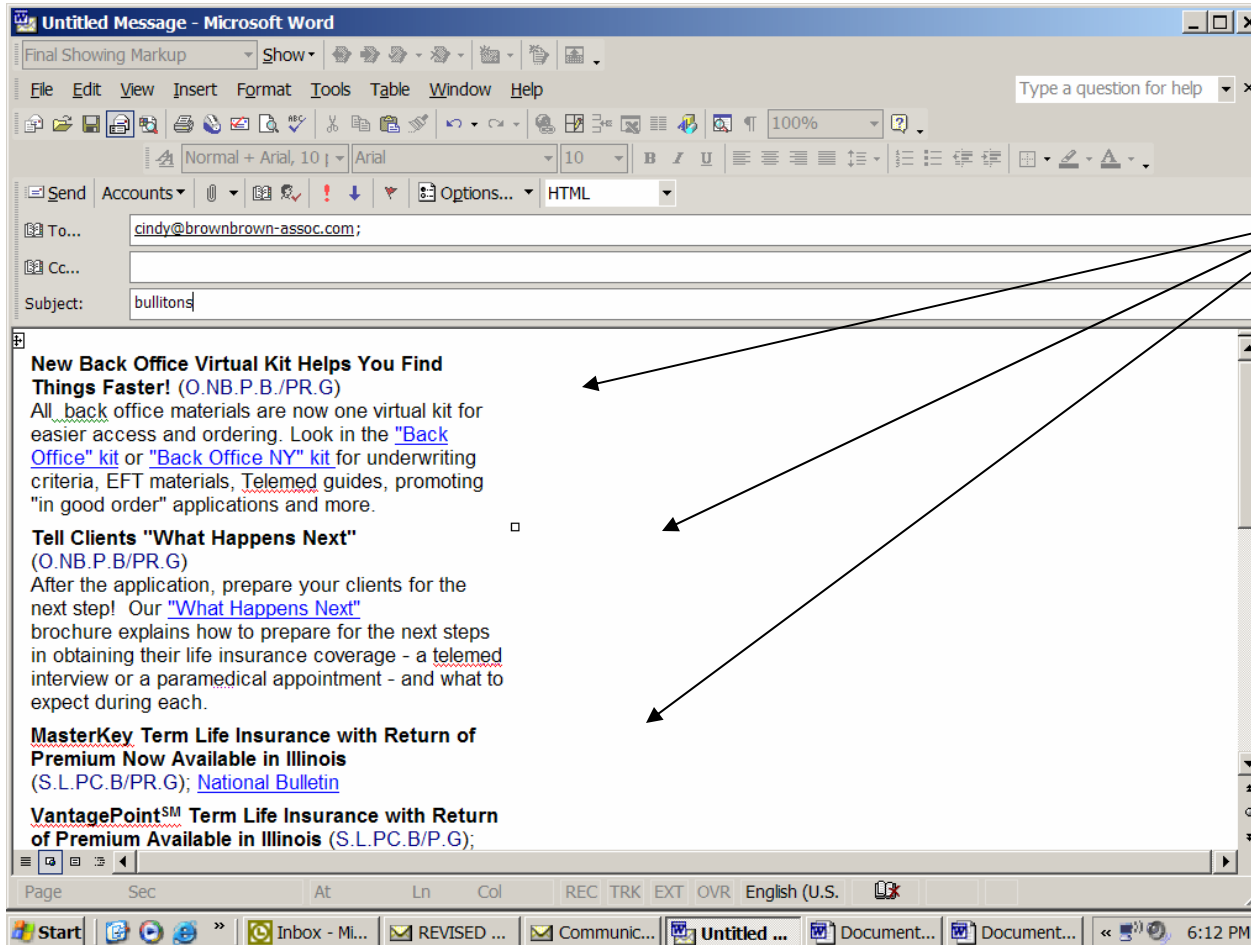 Untitled Message - Microsoft Word
Final Showing Markup Show
File Edit View Insert Format Tools Table Window Help Type a question for help
100%
Normal + Arial, 10 Arial 10 B I U
Send Accounts Options... HTML
To... cindy@brownbrown-assoc.com;
Cc...
Subject: bullitons
New Back Office Virtual Kit Helps You Find
Things Faster! (O.NB.P.B./PR.G)
All back office materials are now one virtual kit for
easier access and ordering. Look in the "Back
Office" kit or "Back Office NY" kit for underwriting
criteria, EFT materials, Telemed guides, promoting
"in good order" applications and more.
Tell Clients "What Happens Next"
(O.NB.P.B/PR.G)
After the application, prepare your clients for the
next step! Our "What Happens Next"
brochure explains how to prepare for the next steps
in obtaining their life insurance coverage - a telemed
interview or a paramedical appointment - and what to
expect during each.
MasterKey Term Life Insurance with Return of
Premium Now Available in Illinois
(S.L.PC.B/PR.G); National Bulletin
VantagePoint℠ Term Life Insurance with Return
of Premium Available in Illinois (S.L.PC.B/P.G);
Page Sec At Ln Col REC TRK EXT OVR English (U.S.
Start Inbox - Mi... REVISED ... Communic... Untitled ... Document... Document... 6:12 PM